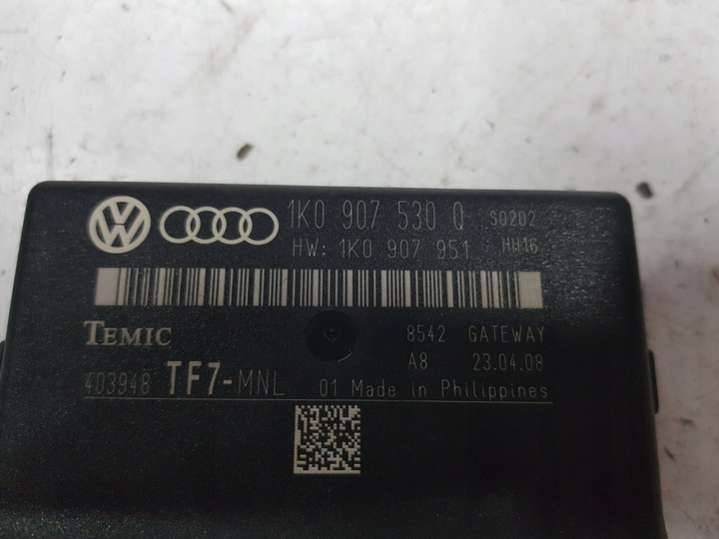 1K0 907 530 Q S0202
HW: 1K0 907 951 HH16
TEMIC 8542 GATEWAY
A8 23.04.08
403948 TF7-MNL 01 Made in Philippines